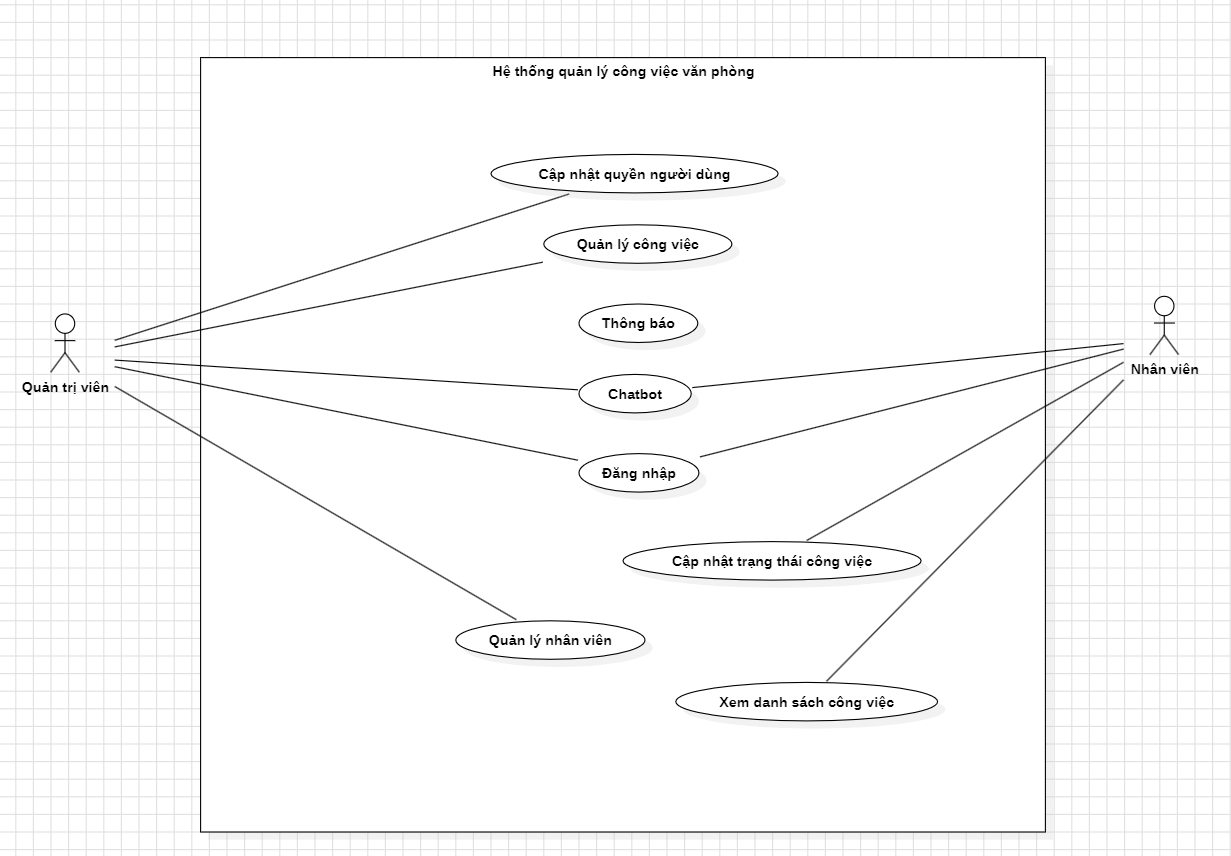 Hệ thống quản lý công việc văn phòng
Cập nhật quyền người dùng
Quản lý công việc
Thông báo
Quản trị viên
Nhân viên
Chatbot
Đăng nhập
Cập nhật trạng thái công việc
Quản lý nhân viên
Xem danh sách công việc